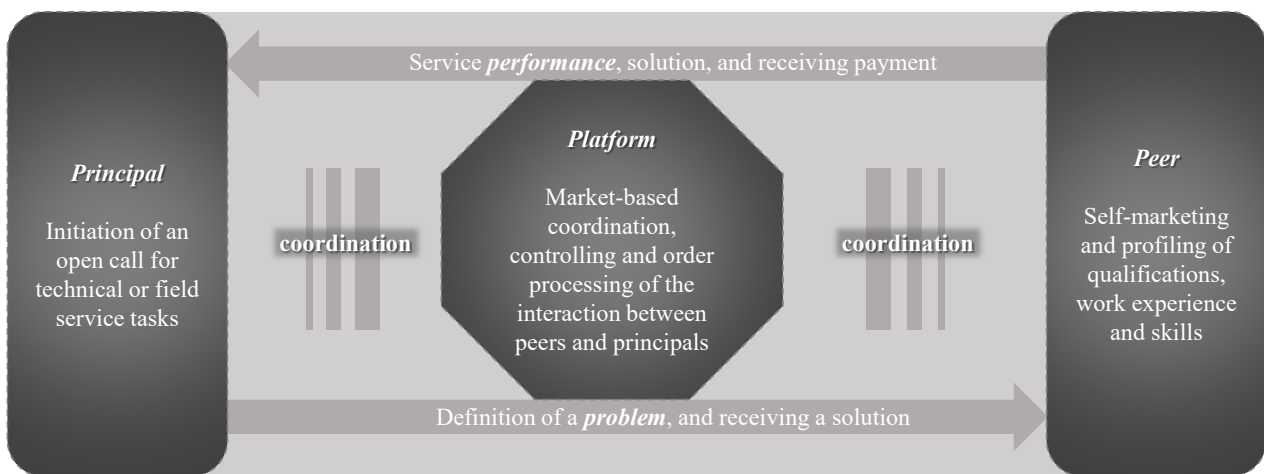 Service performance, solution, and receiving payment
Principal
Initiation of an
open call for
technical or field
service tasks
coordination
Platform
Market-based
coordination,
controlling and order
processing of the
interaction between
peers and principals
coordination
Peer
Self-marketing
and profiling of
qualifications,
work experience
and skills
Definition of a problem, and receiving a solution